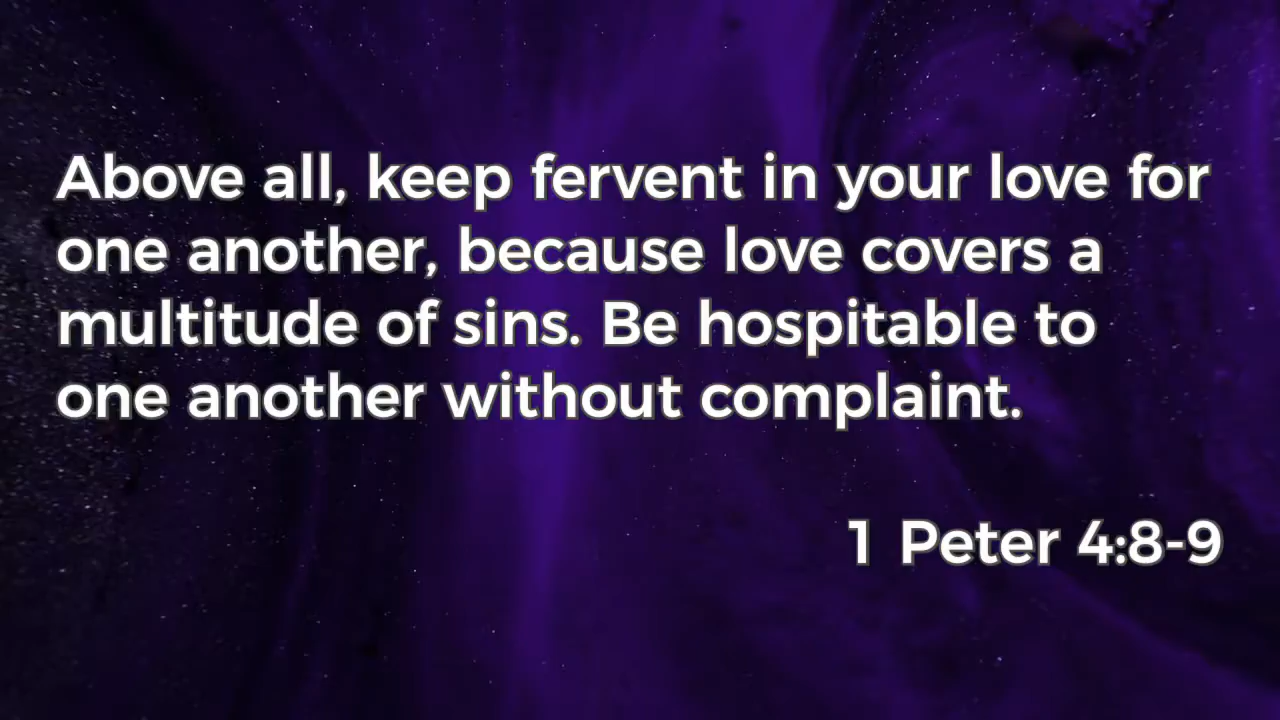 Above all, keep fervent in your love for
one another, because love covers a
multitude of sins. Be hospitable to
one another without complaint.
1 Peter 4:8-9